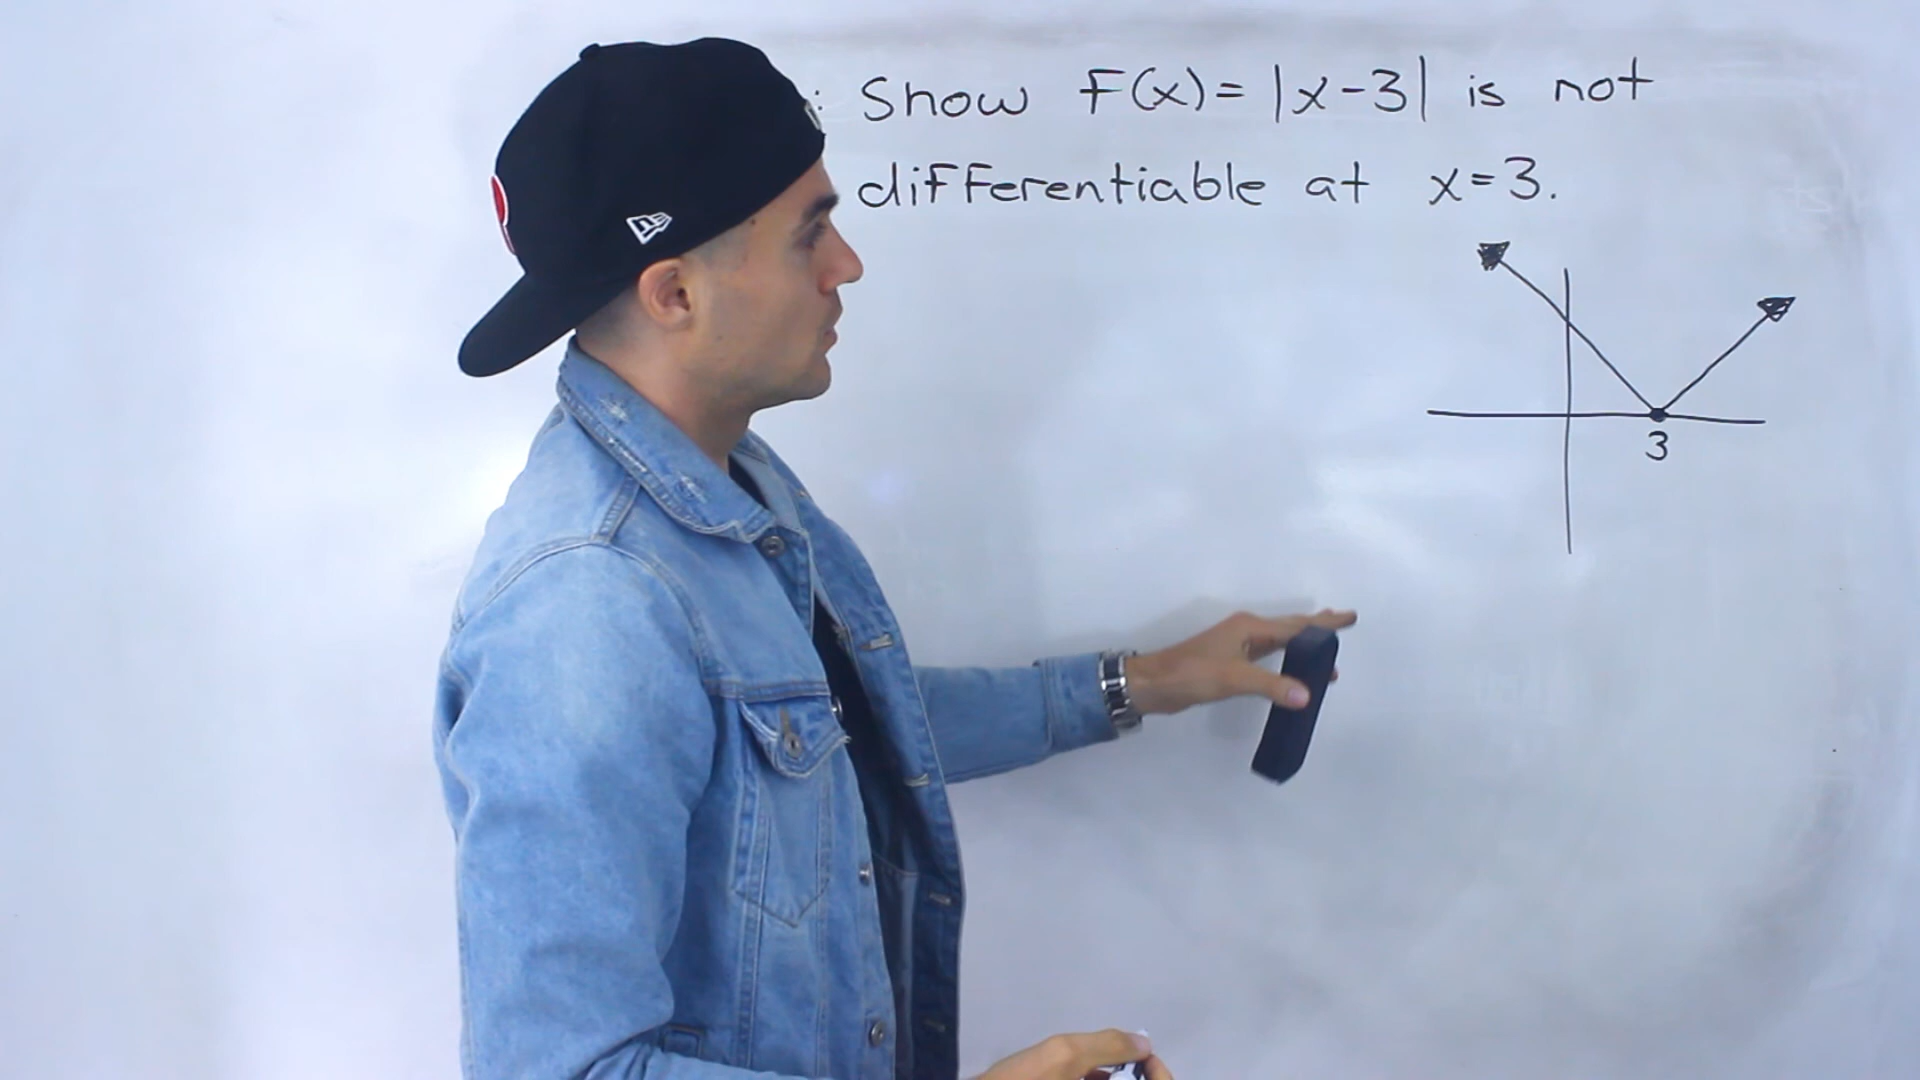 : Show F(x) = |x-3| is not
differentiable at x=3.
3